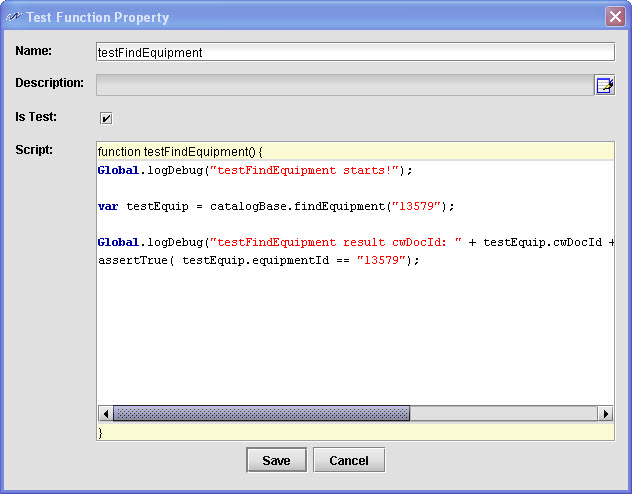 Test Function Property
Name: testFindEquipment
Description:
Is Test:
Script: function testFindEquipment() {
Global.logDebug("testFindEquipment starts!");
var testEquip = catalogBase.findEquipment("13579");
Global.logDebug("testFindEquipment result cwDocId: " + testEquip.cwDocId +
assertTrue( testEquip.equipmentId == "13579");
}
Save Cancel